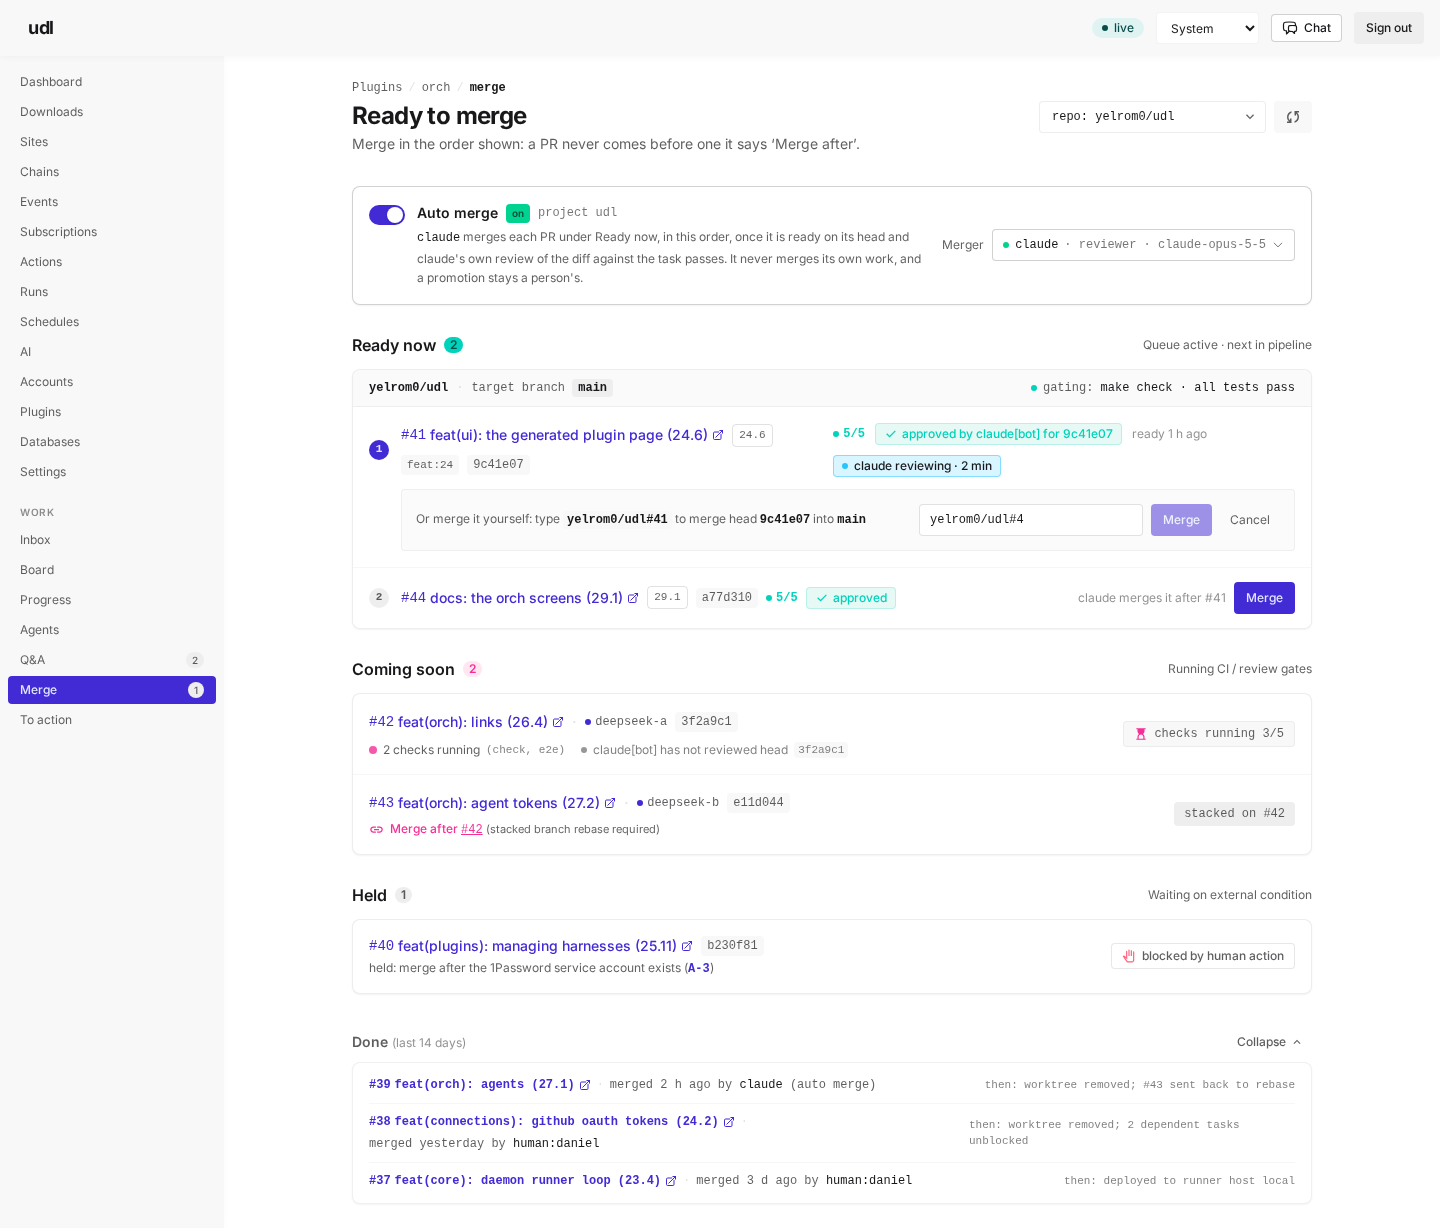 udl
live
System
Chat
Sign out
Dashboard
Downloads
Sites
Chains
Events
Subscriptions
Actions
Runs
Schedules
AI
Accounts
Plugins
Databases
Settings
WORK
Inbox
Board
Progress
Agents
Q&A 2
Merge 1
To action
Plugins / orch / merge
Ready to merge
repo: yelrom0/udl
Merge in the order shown: a PR never comes before one it says ‘Merge after’.
Auto merge on project udl
claude merges each PR under Ready now, in this order, once it is ready on its head and
claude's own review of the diff against the task passes. It never merges its own work, and
a promotion stays a person's.
Merger claude · reviewer · claude-opus-5-5
Ready now 2
Queue active · next in pipeline
yelrom0/udl · target branch main
gating: make check · all tests pass
1 #41 feat(ui): the generated plugin page (24.6) 24.6
5/5 approved by claude[bot] for 9c41e07 ready 1 h ago
feat:24 9c41e07
claude reviewing · 2 min
Or merge it yourself: type yelrom0/udl#41 to merge head 9c41e07 into main
yelrom0/udl#4 Merge Cancel
2 #44 docs: the orch screens (29.1) 29.1 a77d310 5/5 approved
claude merges it after #41 Merge
Coming soon 2
Running CI / review gates
#42 feat(orch): links (26.4) · deepseek-a 3f2a9c1
2 checks running (check, e2e) claude[bot] has not reviewed head 3f2a9c1
checks running 3/5
#43 feat(orch): agent tokens (27.2) · deepseek-b e11d044
Merge after #42 (stacked branch rebase required)
stacked on #42
Held 1
Waiting on external condition
#40 feat(plugins): managing harnesses (25.11) b230f81
held: merge after the 1Password service account exists (A-3)
blocked by human action
Done (last 14 days)
Collapse
#39 feat(orch): agents (27.1) · merged 2 h ago by claude (auto merge)
then: worktree removed; #43 sent back to rebase
#38 feat(connections): github oauth tokens (24.2) ·
merged yesterday by human:daniel
then: worktree removed; 2 dependent tasks
unblocked
#37 feat(core): daemon runner loop (23.4) · merged 3 d ago by human:daniel
then: deployed to runner host local